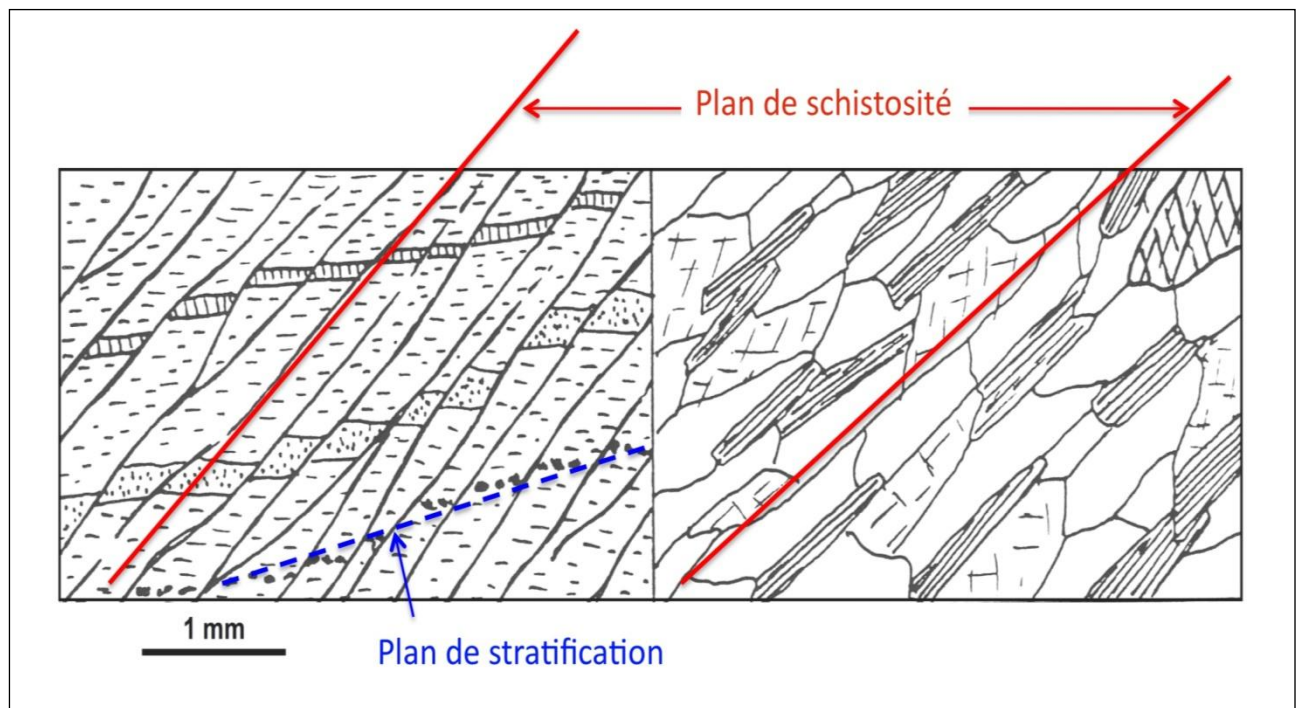 Plan de schistosité
1 mm
Plan de stratification